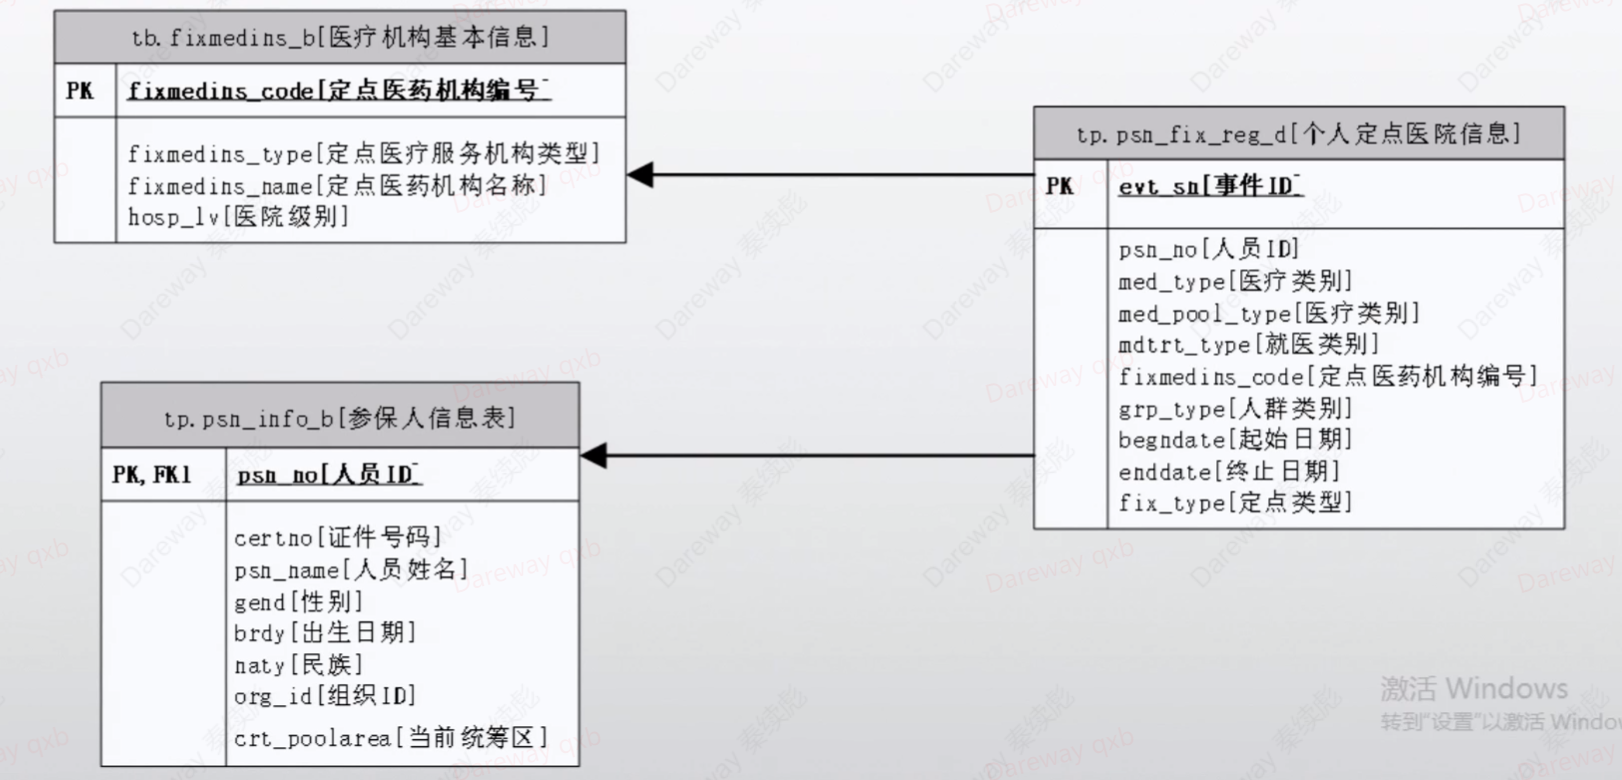 tb.fixmedins_b[医疗机构基本信息]
PK fixmedins_code[定点医药机构编号
fixmedins_type[定点医疗服务机构类型]
fixmedins_name[定点医药机构名称]
hosp_lv[医院级别]
tp.psn_fix_reg_d[个人定点医院信息]
PK evt_sn[事件ID
psn_no[人员ID]
med_type[医疗类别]
med_pool_type[医疗类别]
mdtrt_type[就医类别]
fixmedins_code[定点医药机构编号]
grp_type[人群类别]
begndate[起始日期]
enddate[终止日期]
fix_type[定点类型]
tp.psn_info_b[参保人信息表]
PK,FK1 psn_no[人员ID
certno[证件号码]
psn_name[人员姓名]
gend[性别]
brdy[出生日期]
naty[民族]
org_id[组织ID]
crt_poolarea[当前统筹区]
激活 Windows
转到"设置"以激活 Window
Dareway 秦续彪
Dareway qxb